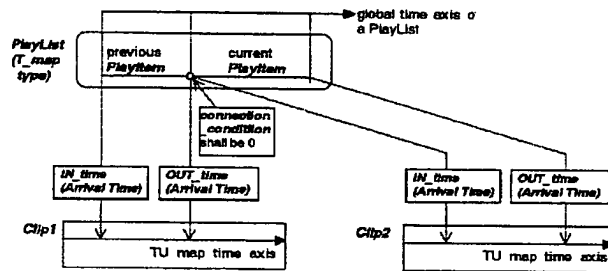 global time axis o
a PlayList
PlayList
(T_map
type)
previous
PlayItem
current
PlayItem
connection
_condition
shall be 0
IN_time
(Arrival Time)
OUT_time
(Arrival Time)
IN_time
(Arrival Time)
OUT_time
(Arrival Time)
Clip1
TU map time axis
Clip2
TU map time axis